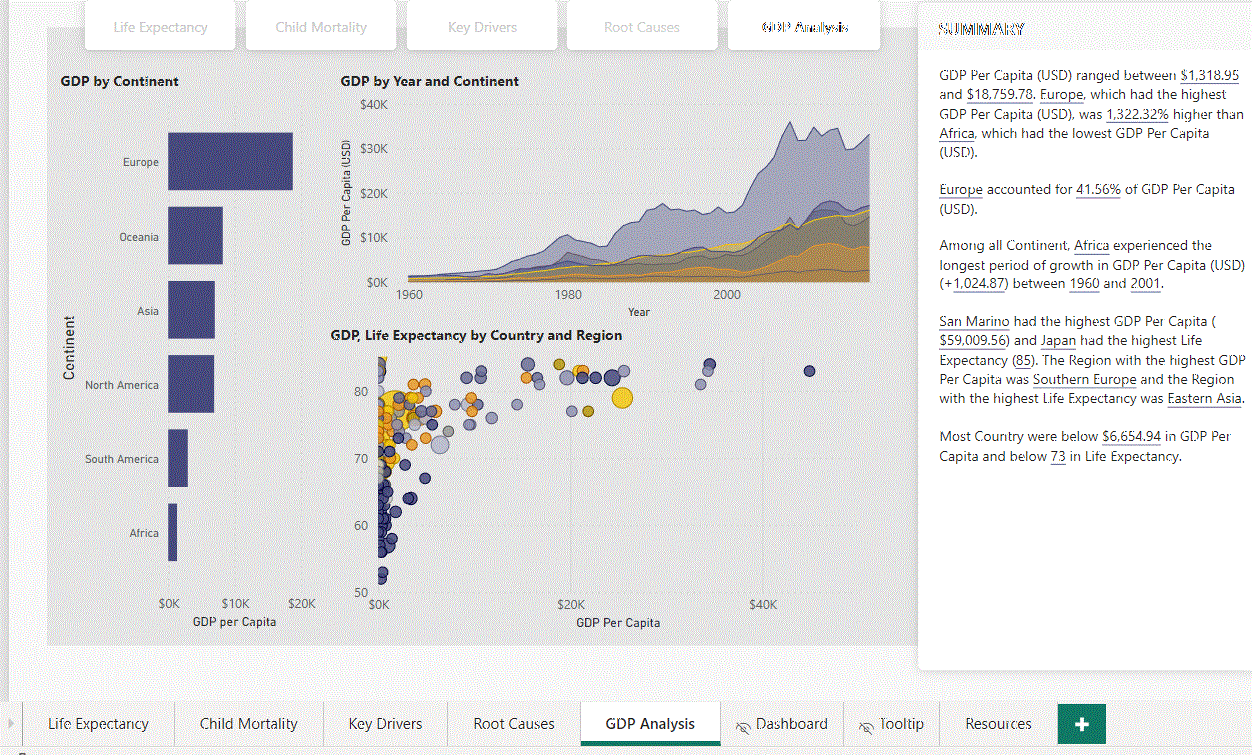 Life Expectancy
Child Mortality
Key Drivers
Root Causes
GDP Analysis
SUMMARY
GDP by Continent
Continent
Europe
Oceania
Asia
North America
South America
Africa
$0K $10K $20K
GDP per Capita
GDP by Year and Continent
GDP Per Capita (USD)
$40K
$30K
$20K
$10K
$0K
1960 1980 2000
Year
GDP, Life Expectancy by Country and Region
80
70
60
50
$0K $20K $40K
GDP Per Capita
GDP Per Capita (USD) ranged between $1,318.95
and $18,759.78. Europe, which had the highest
GDP Per Capita (USD), was 1,322.32% higher than
Africa, which had the lowest GDP Per Capita
(USD).
Europe accounted for 41.56% of GDP Per Capita
(USD).
Among all Continent, Africa experienced the
longest period of growth in GDP Per Capita (USD)
(+1,024.87) between 1960 and 2001.
San Marino had the highest GDP Per Capita (
$59,009.56) and Japan had the highest Life
Expectancy (85). The Region with the highest GDP
Per Capita was Southern Europe and the Region
with the highest Life Expectancy was Eastern Asia.
Most Country were below $6,654.94 in GDP Per
Capita and below 73 in Life Expectancy.
Life Expectancy
Child Mortality
Key Drivers
Root Causes
GDP Analysis
Dashboard
Tooltip
Resources
+